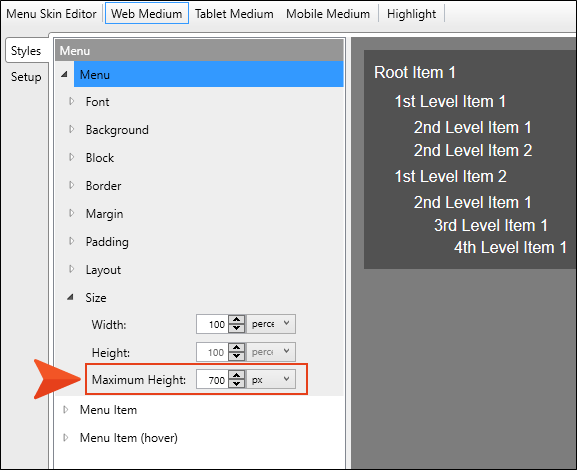 Menu Skin Editor Web Medium Tablet Medium Mobile Medium Highlight
Styles
Setup
Menu
Menu
Font
Background
Block
Border
Margin
Padding
Layout
Size
Width: 100 perce
Height: 100 perce
Maximum Height: 700 px
Menu Item
Menu Item (hover)
Root Item 1
1st Level Item 1
2nd Level Item 1
2nd Level Item 2
1st Level Item 2
2nd Level Item 1
3rd Level Item 1
4th Level Item 1